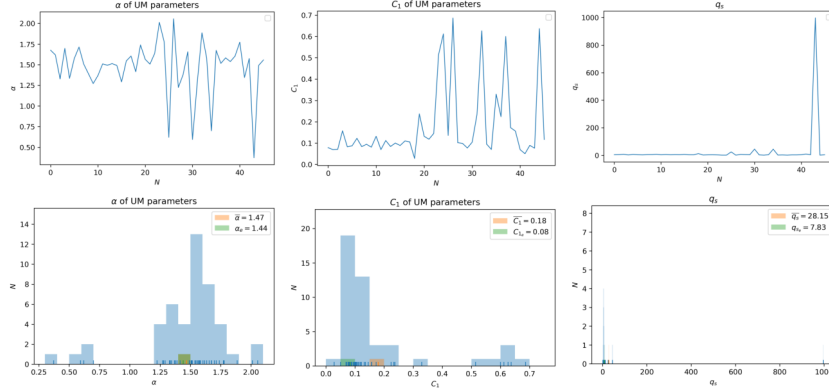 α of UM parameters
C₁ of UM parameters
qₛ
2.00
1.75
1.50
1.25
1.00
0.75
0.50
α
0 10 20 30 40
N
0.7
0.6
0.5
0.4
0.3
0.2
0.1
0.0
C₁
0 10 20 30 40
N
1000
800
600
400
200
0
qₛ
0 10 20 30 40
N
α of UM parameters
C₁ of UM parameters
qₛ
14
12
10
8
6
4
2
0
N
ᾱ = 1.47
αₑ = 1.44
0.25 0.50 0.75 1.00 1.25 1.50 1.75 2.00
α
20
15
10
5
0
N
C̄₁ = 0.18
C₁ₑ = 0.08
0.0 0.1 0.2 0.3 0.4 0.5 0.6 0.7
C₁
8
7
6
5
4
3
2
1
0
N
q̄ₛ = 28.15
qₛₑ = 7.83
0 200 400 600 800 1000
qₛ